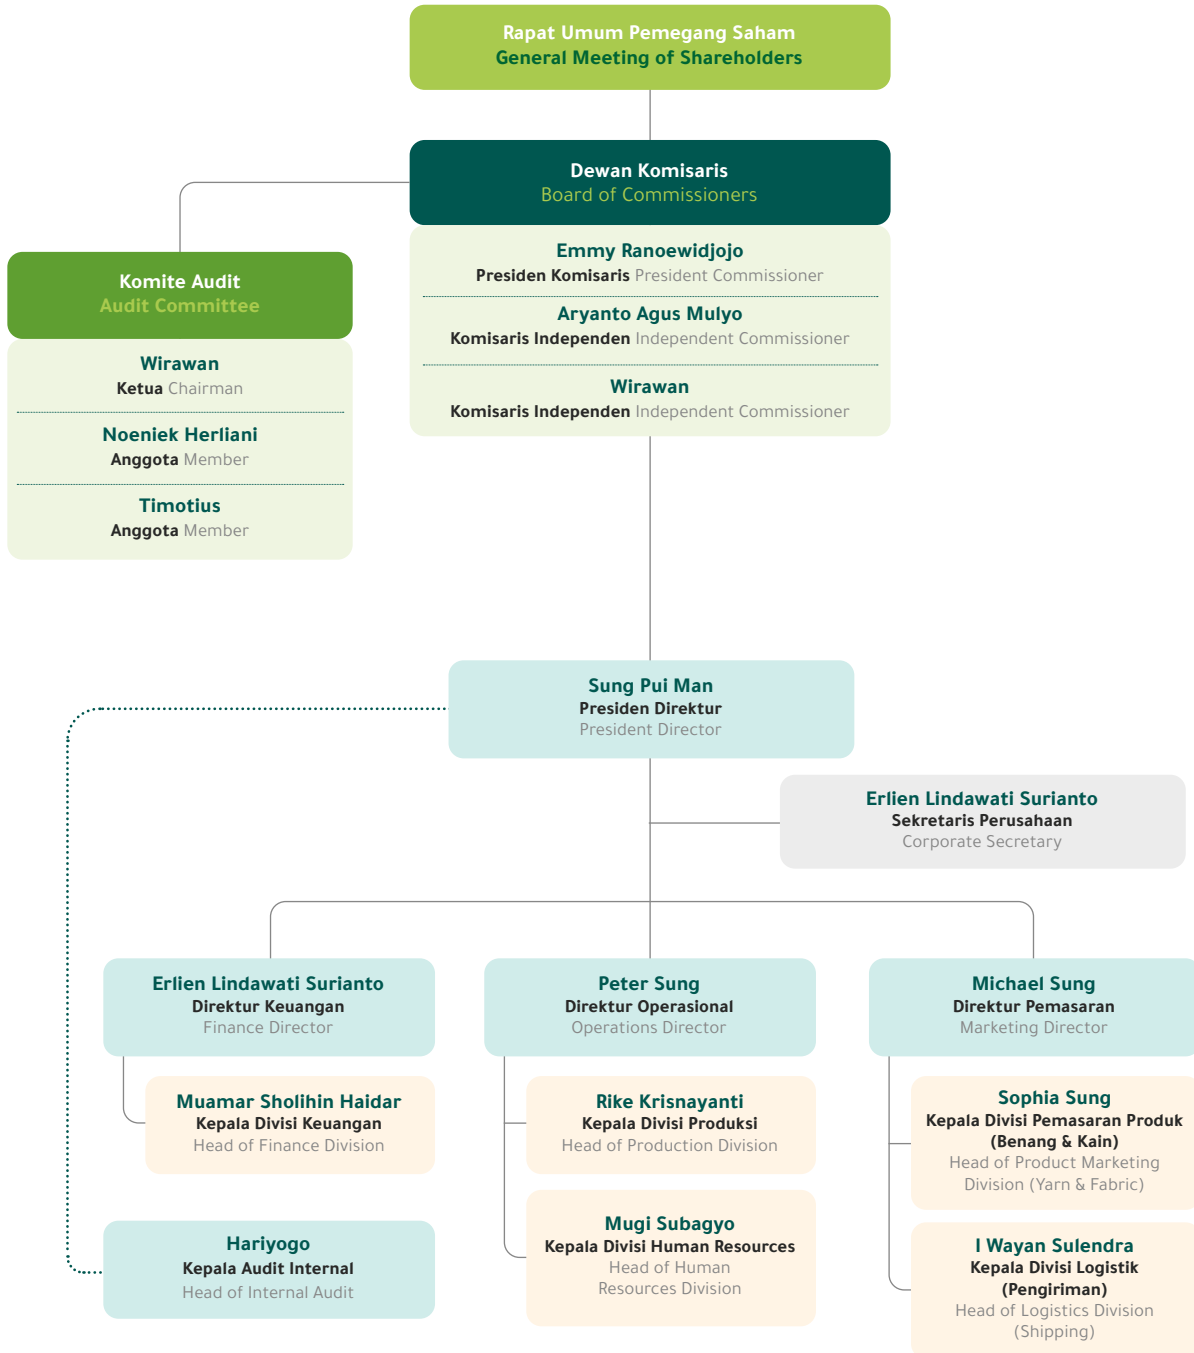 Rapat Umum Pemegang Saham
General Meeting of Shareholders
Dewan Komisaris
Board of Commissioners
Emmy Ranoewidjojo
Presiden Komisaris President Commissioner
Aryanto Agus Mulyo
Komisaris Independen Independent Commissioner
Wirawan
Komisaris Independen Independent Commissioner
Komite Audit
Audit Committee
Wirawan
Ketua Chairman
Noeniek Herliani
Anggota Member
Timotius
Anggota Member
Sung Pui Man
Presiden Direktur
President Director
Erlien Lindawati Surianto
Sekretaris Perusahaan
Corporate Secretary
Erlien Lindawati Surianto
Direktur Keuangan
Finance Director
Muamar Sholihin Haidar
Kepala Divisi Keuangan
Head of Finance Division
Hariyogo
Kepala Audit Internal
Head of Internal Audit
Peter Sung
Direktur Operasional
Operations Director
Rike Krisnayanti
Kepala Divisi Produksi
Head of Production Division
Mugi Subagyo
Kepala Divisi Human Resources
Head of Human
Resources Division
Michael Sung
Direktur Pemasaran
Marketing Director
Sophia Sung
Kepala Divisi Pemasaran Produk
(Benang & Kain)
Head of Product Marketing
Division (Yarn & Fabric)
I Wayan Sulendra
Kepala Divisi Logistik
(Pengiriman)
Head of Logistics Division
(Shipping)